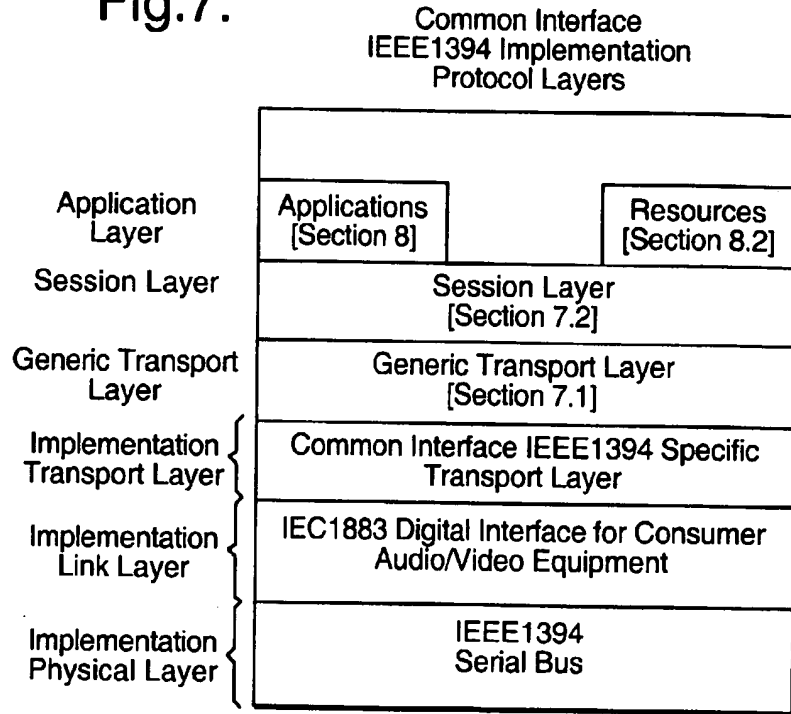 Fig.7.
Common Interface
IEEE1394 Implementation
Protocol Layers
Application
Layer
Applications
[Section 8]
Resources
[Section 8.2]
Session Layer
Session Layer
[Section 7.2]
Generic Transport
Layer
Generic Transport Layer
[Section 7.1]
Implementation
Transport Layer
Common Interface IEEE1394 Specific
Transport Layer
Implementation
Link Layer
IEC1883 Digital Interface for Consumer
Audio/Video Equipment
Implementation
Physical Layer
IEEE1394
Serial Bus